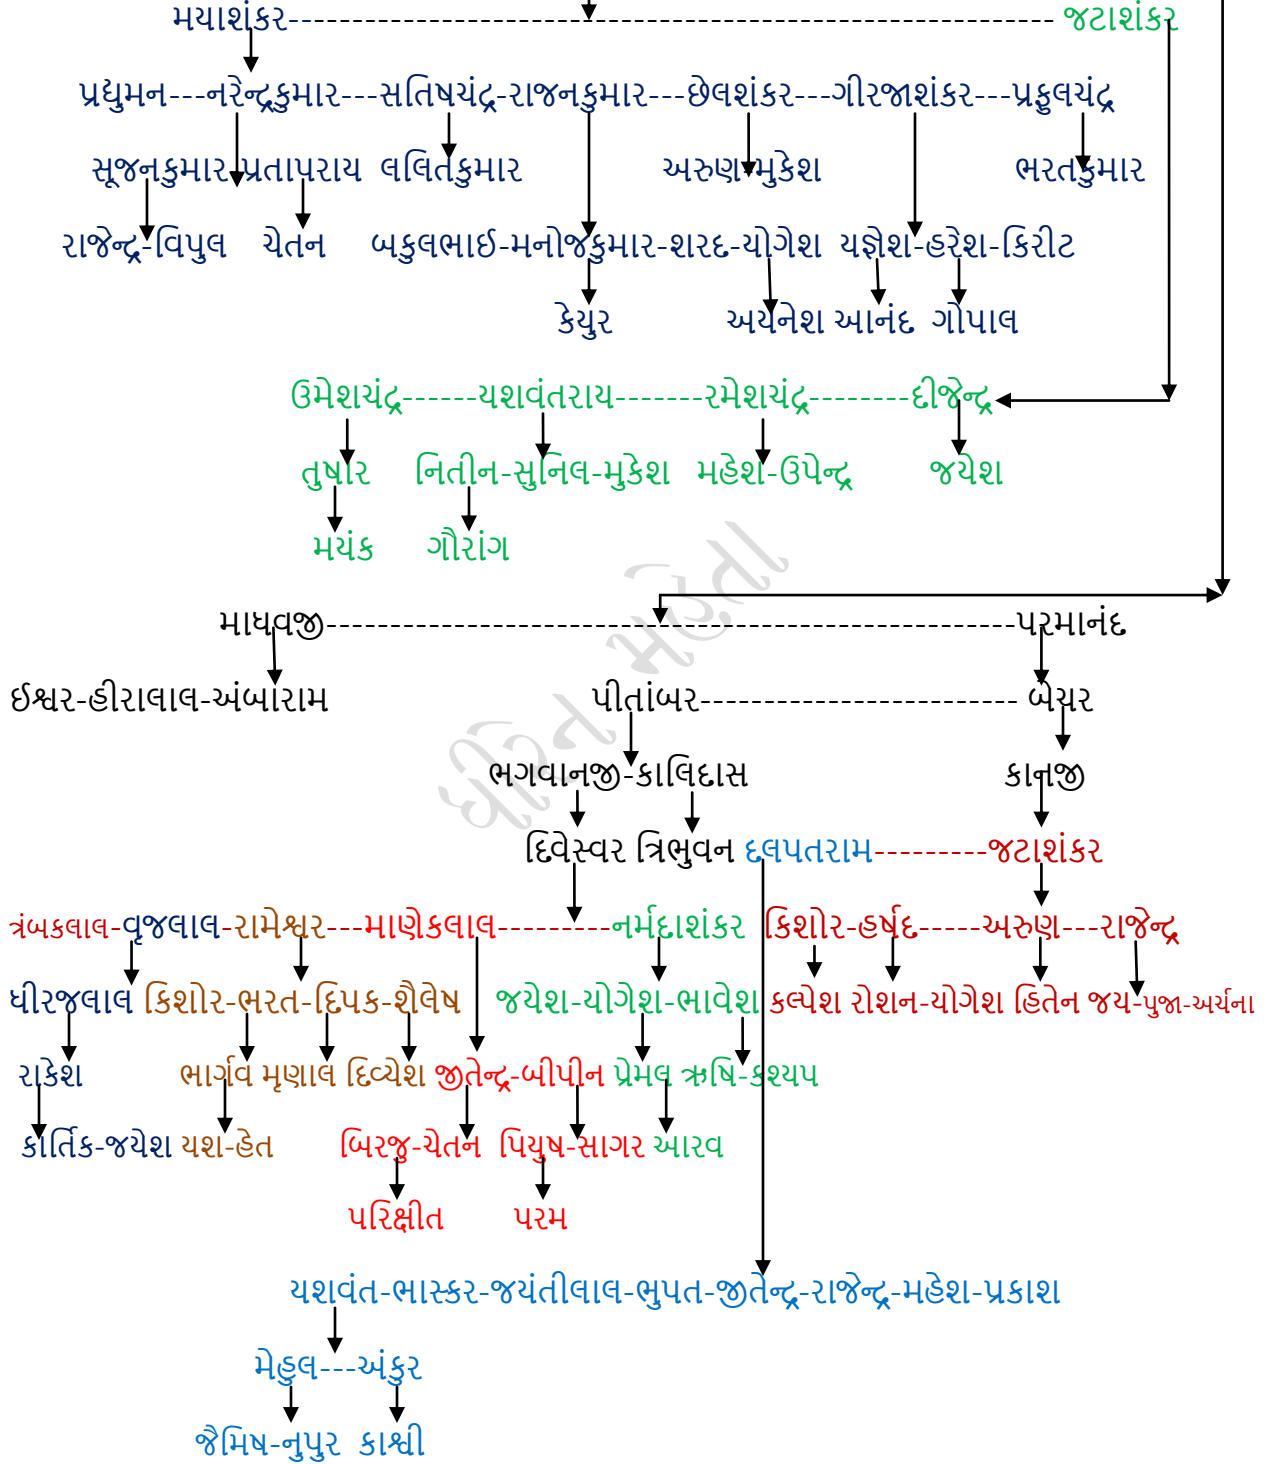 મયાશંકર------------------------------------------------------------- જટાશંકર
પ્રદ્યુમન---નરેન્દ્રકુમાર---સતિષચંદ્ર-રાજનકુમાર---છેલશંકર---ગીરજાશંકર---પ્રફુલચંદ્ર
સૂજનકુમાર પ્રતાપરાય લલિતકુમાર અરુણ-મુકેશ ભરતકુમાર
રાજેન્દ્ર-વિપુલ ચેતન બકુલભાઈ-મનોજકુમાર-શરદ-યોગેશ યજ્ઞેશ-હરેશ-કિરીટ
કેયુર અયનેશ આનંદ ગોપાલ
ઉમેશચંદ્ર------યશવંતરાય-------રમેશચંદ્ર--------દીજેન્દ્ર
તુષાર નિતીન-સુનિલ-મુકેશ મહેશ-ઉપેન્દ્ર જયેશ
મયંક ગૌરાંગ
માધવજી-------------------------------------------------------પરમાનંદ
ઈશ્વર-હીરાલાલ-અંબારામ પીતાંબર------------------------- બેચર
ભગવાનજી-કાલિદાસ કાનજી
દિવેસ્વર ત્રિભુવન દલપતરામ---------જટાશંકર
ત્રંબકલાલ-વૃજલાલ-રામેશ્વર---માણેકલાલ---------નર્મદાશંકર કિશોર-હર્ષદ-----અરુણ---રાજેન્દ્ર
ધીરજલાલ કિશોર-ભરત-દિપક-શૈલેષ જયેશ-યોગેશ-ભાવેશ કલ્પેશ રોશન-યોગેશ હિતેન જય-પુજા-અર્ચના
રાકેશ ભાર્ગવ મૃણાલ દિવ્યેશ જીતેન્દ્ર-બીપીન પ્રેમલ ઋષિ-કશ્યપ
કાર્તિક-જયેશ યશ-હેત બિરજુ-ચેતન પિયુષ-સાગર આરવ
પરિક્ષીત પરમ
યશવંત-ભાસ્કર-જયંતીલાલ-ભુપત-જીતેન્દ્ર-રાજેન્દ્ર-મહેશ-પ્રકાશ
મેહુલ---અંકુર
જૈમિષ-નુપુર કાશ્વી
ધીરેન મહેતા